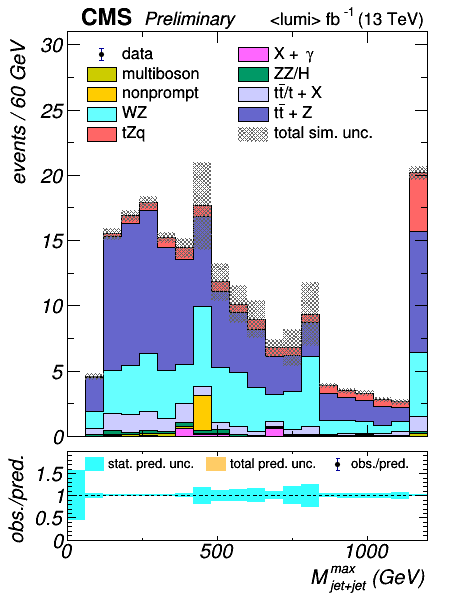 CMS Preliminary <lumi> fb⁻¹ (13 TeV)
events / 60 GeV
30
25
20
15
10
5
0
data
multiboson
nonprompt
WZ
tZq
X + γ
ZZ/H
tt̄/t + X
tt̄ + Z
total sim. unc.
obs./pred.
1.5
1
0.5
0
stat. pred. unc. total pred. unc. obs./pred.
0 500 1000
M^max_jet+jet (GeV)